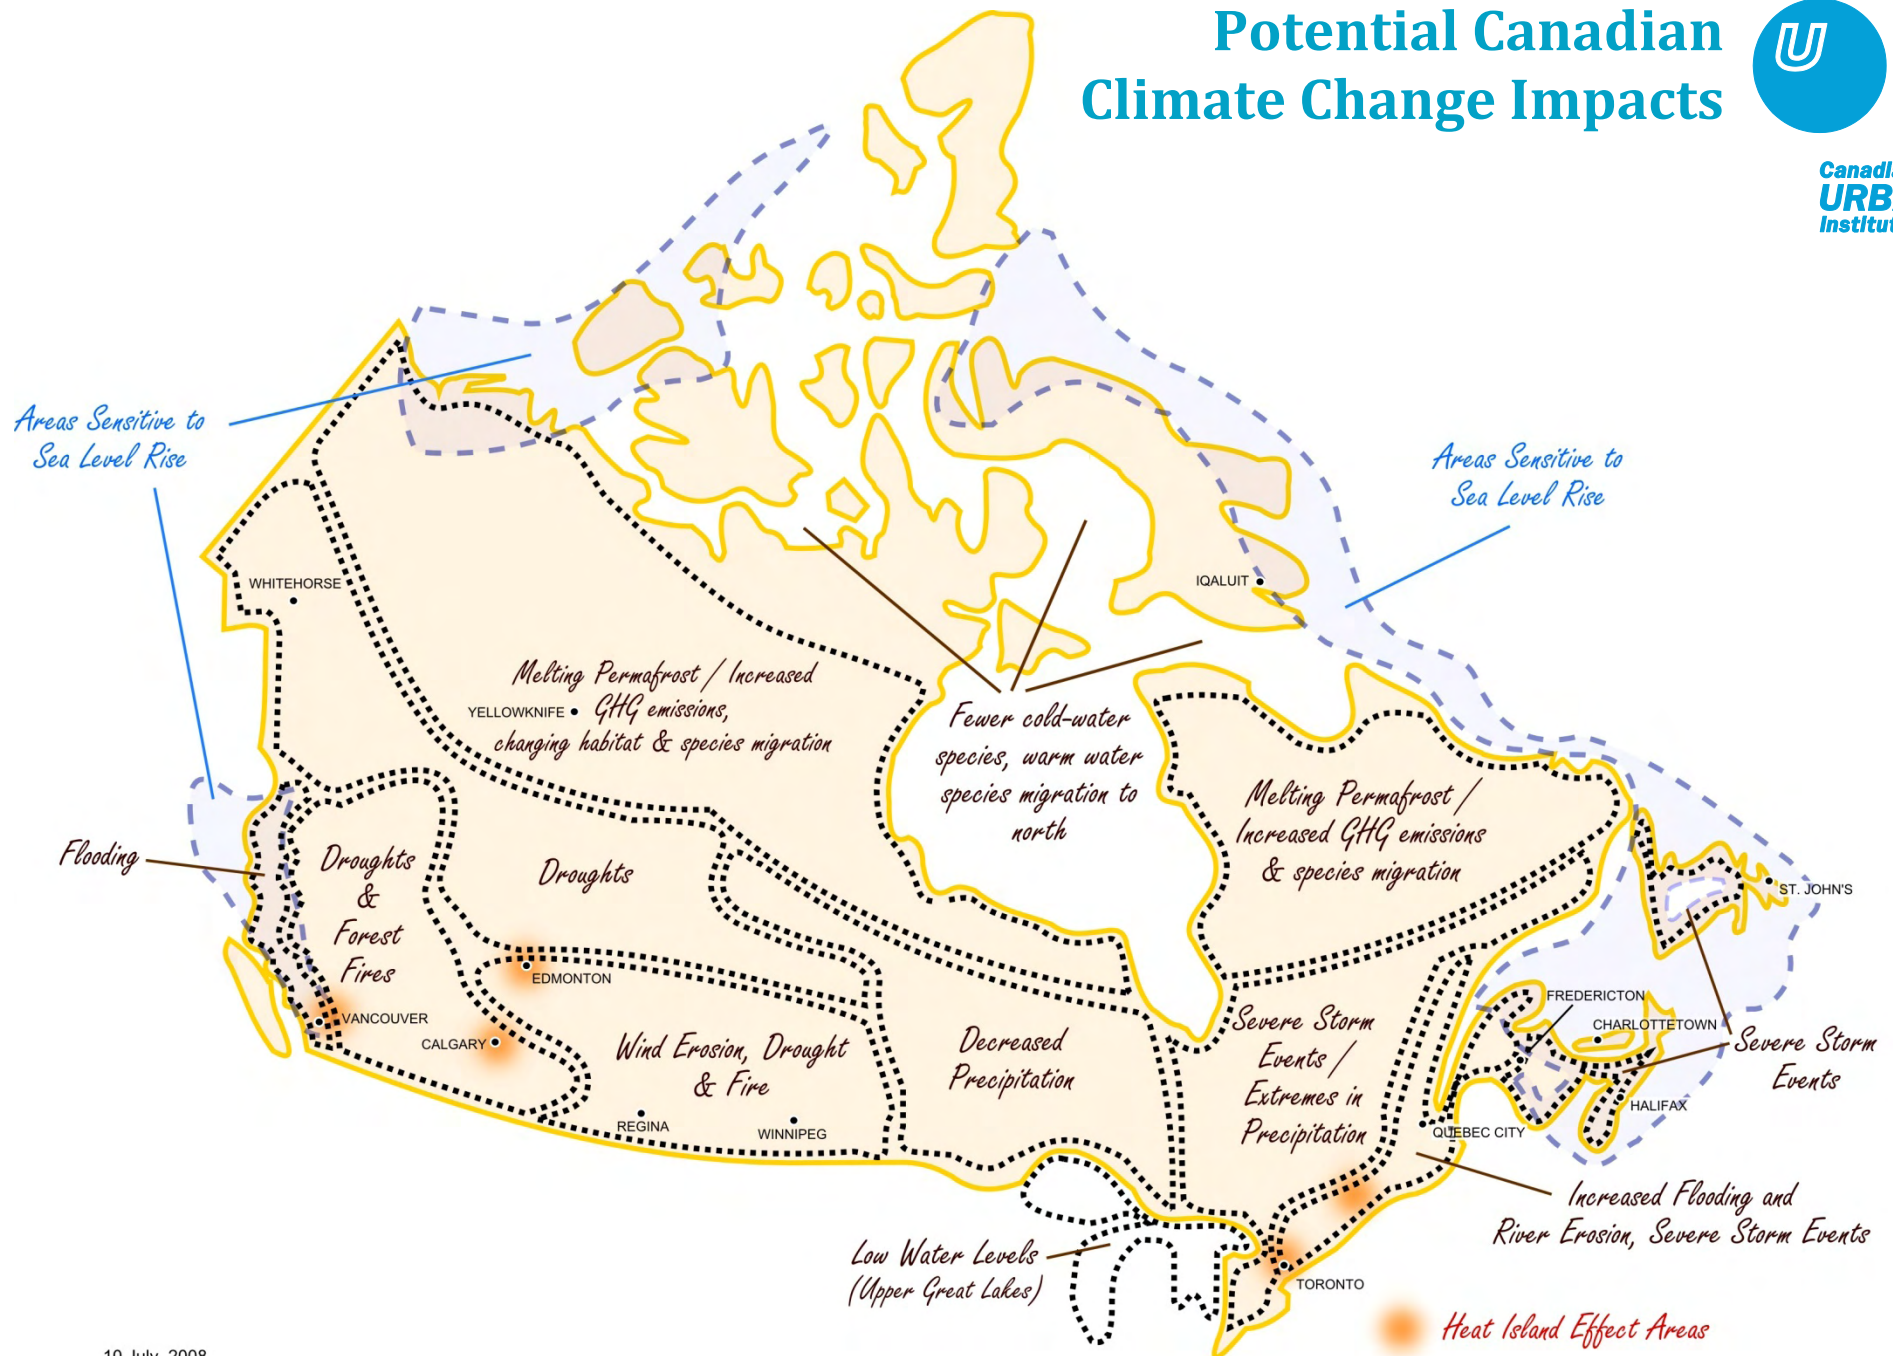 Potential Canadian
Climate Change Impacts
U
Areas Sensitive to
Sea Level Rise
Areas Sensitive to
Sea Level Rise
WHITEHORSE
IQALUIT
Melting Permafrost / Increased
YELLOWKNIFE
GHG emissions,
changing habitat & species migration
Fewer cold-water
species, warm water
species migration to
north
Melting Permafrost /
Increased GHG emissions
& species migration
Flooding
Droughts
&
Forest
Fires
Droughts
ST. JOHN'S
EDMONTON
VANCOUVER
CALGARY
Wind Erosion, Drought
& Fire
REGINA
WINNIPEG
Decreased
Precipitation
Severe Storm
Events /
Extremes in
Precipitation
FREDERICTON
CHARLOTTETOWN
Severe Storm
Events
HALIFAX
QUEBEC CITY
Increased Flooding and
River Erosion, Severe Storm Events
Low Water Levels
(Upper Great Lakes)
TORONTO
Heat Island Effect Areas
10 July, 2008